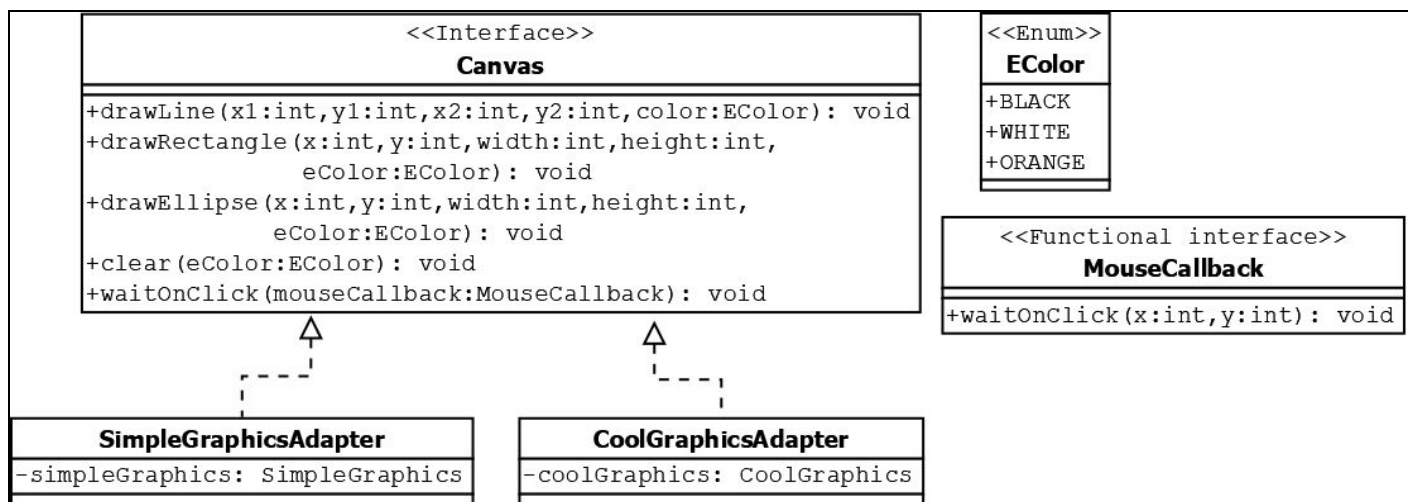 <<Interface>>
Canvas
+drawLine(x1:int,y1:int,x2:int,y2:int,color:EColor): void
+drawRectangle(x:int,y:int,width:int,height:int,
eColor:EColor): void
+drawEllipse(x:int,y:int,width:int,height:int,
eColor:EColor): void
+clear(eColor:EColor): void
+waitOnClick(mouseCallback:MouseCallback): void
<<Enum>>
EColor
+BLACK
+WHITE
+ORANGE
<<Functional interface>>
MouseCallback
+waitOnClick(x:int,y:int): void
SimpleGraphicsAdapter
-simpleGraphics: SimpleGraphics
CoolGraphicsAdapter
-coolGraphics: CoolGraphics